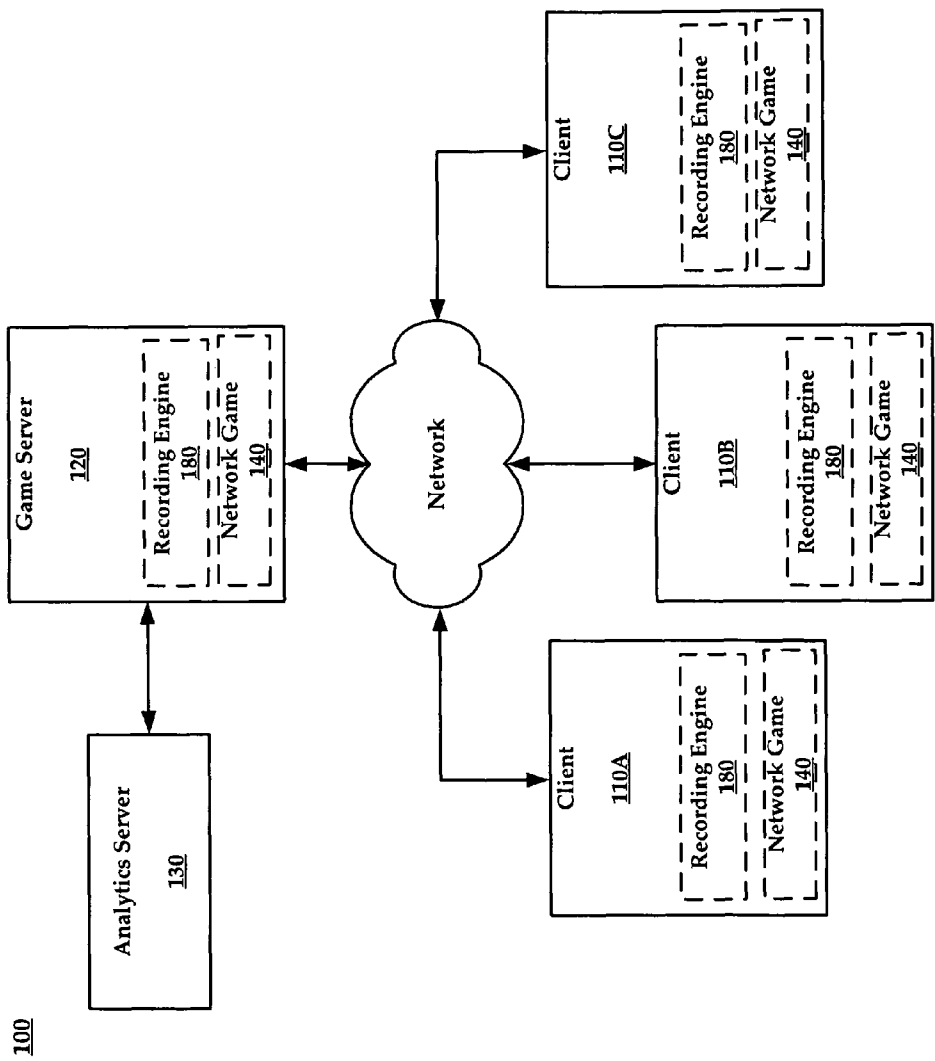 100
Analytics Server
130
Game Server
120
Recording Engine
180
Network Game
140
Network
Client
110A
Recording Engine
180
Network Game
140
Client
110B
Recording Engine
180
Network Game
140
Client
110C
Recording Engine
180
Network Game
140